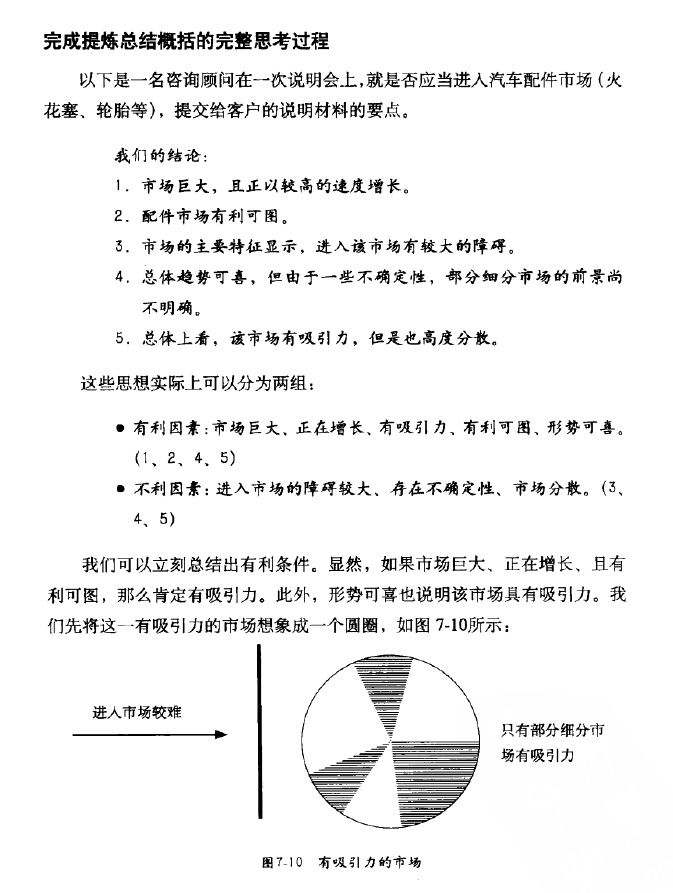 完成提炼总结概括的完整思考过程
以下是一名咨询顾问在一次说明会上,就是否应当进入汽车配件市场(火
花塞、轮胎等)，提交给客户的说明材料的要点。
我们的结论:
1. 市场巨大，且正以较高的速度增长。
2. 配件市场有利可图。
3. 市场的主要特征显示，进入该市场有较大的障碍。
4. 总体趋势可喜，但由于一些不确定性，部分细分市场的前景尚
不明确。
5. 总体上看，该市场有吸引力，但是也高度分散。
这些思想实际上可以分为两组:
● 有利因素:市场巨大、正在增长、有吸引力、有利可图、形势可喜。
(1、2、4、5)
● 不利因素:进入市场的障碍较大、存在不确定性、市场分散。(3、
4、5)
我们可以立刻总结出有利条件。显然，如果市场巨大、正在增长、且有
利可图，那么肯定有吸引力。此外，形势可喜也说明该市场具有吸引力。我
们先将这一有吸引力的市场想象成一个圆圈，如图 7-10所示:
进入市场较难
只有部分细分市
场有吸引力
图7-10 有吸引力的市场